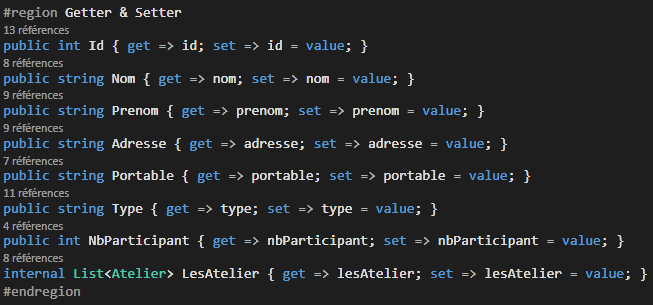 #region Getter & Setter
13 références
public int Id { get => id; set => id = value; }
8 références
public string Nom { get => nom; set => nom = value; }
9 références
public string Prenom { get => prenom; set => prenom = value; }
9 références
public string Adresse { get => adresse; set => adresse = value; }
7 références
public string Portable { get => portable; set => portable = value; }
11 références
public string Type { get => type; set => type = value; }
4 références
public int NbParticipant { get => nbParticipant; set => nbParticipant = value; }
8 références
internal List<Atelier> LesAtelier { get => lesAtelier; set => lesAtelier = value; }
#endregion